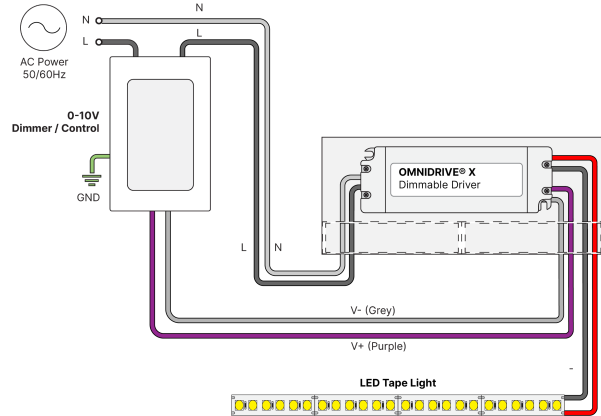 N
N
L
L
AC Power
50/60Hz
0-10V
Dimmer / Control
GND
OMNIDRIVE® X
Dimmable Driver
L
N
V- (Grey)
V+ (Purple)
-
LED Tape Light